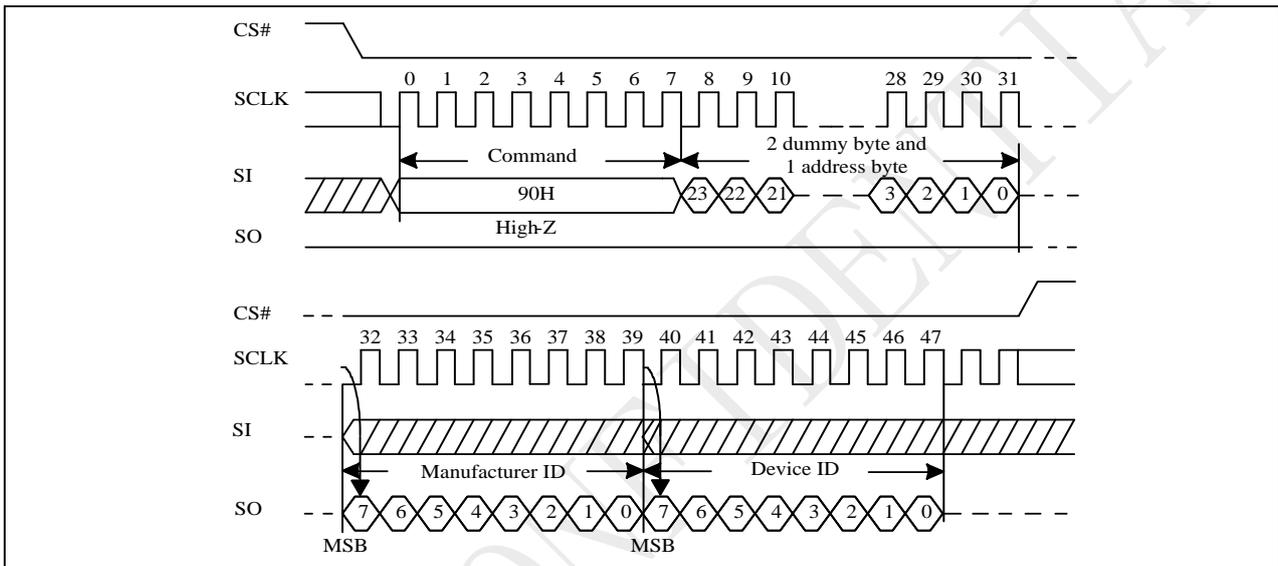 CS#
0 1 2 3 4 5 6 7 8 9 10 28 29 30 31
SCLK
Command
2 dummy byte and
1 address byte
SI
90H
23 22 21 3 2 1 0
High-Z
SO
CS#
32 33 34 35 36 37 38 39 40 41 42 43 44 45 46 47
SCLK
SI
Manufacturer ID
Device ID
SO
7 6 5 4 3 2 1 0 7 6 5 4 3 2 1 0
MSB MSB